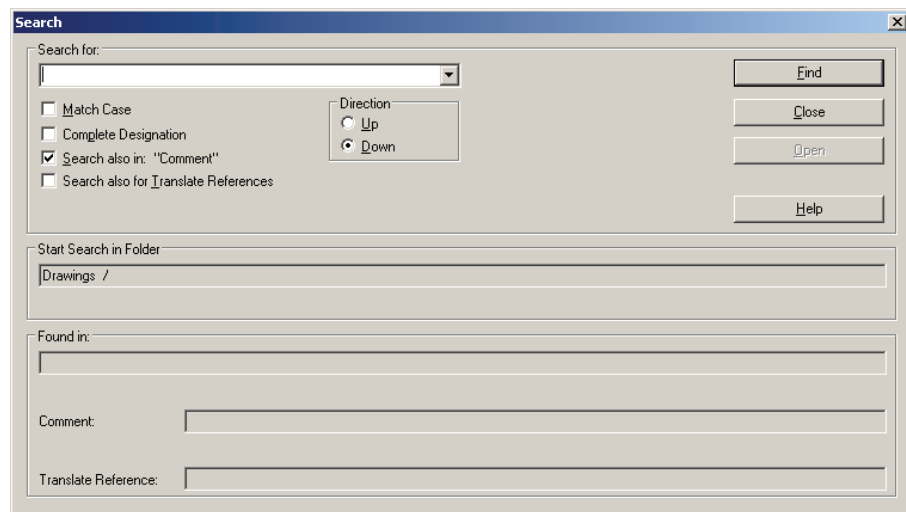 Search
Search for:
Find
Match Case
Direction
Up
Close
Complete Designation
Down
Search also in: "Comment"
Open
Search also for Translate References
Help
Start Search in Folder
Drawings /
Found in:
Comment:
Translate Reference: